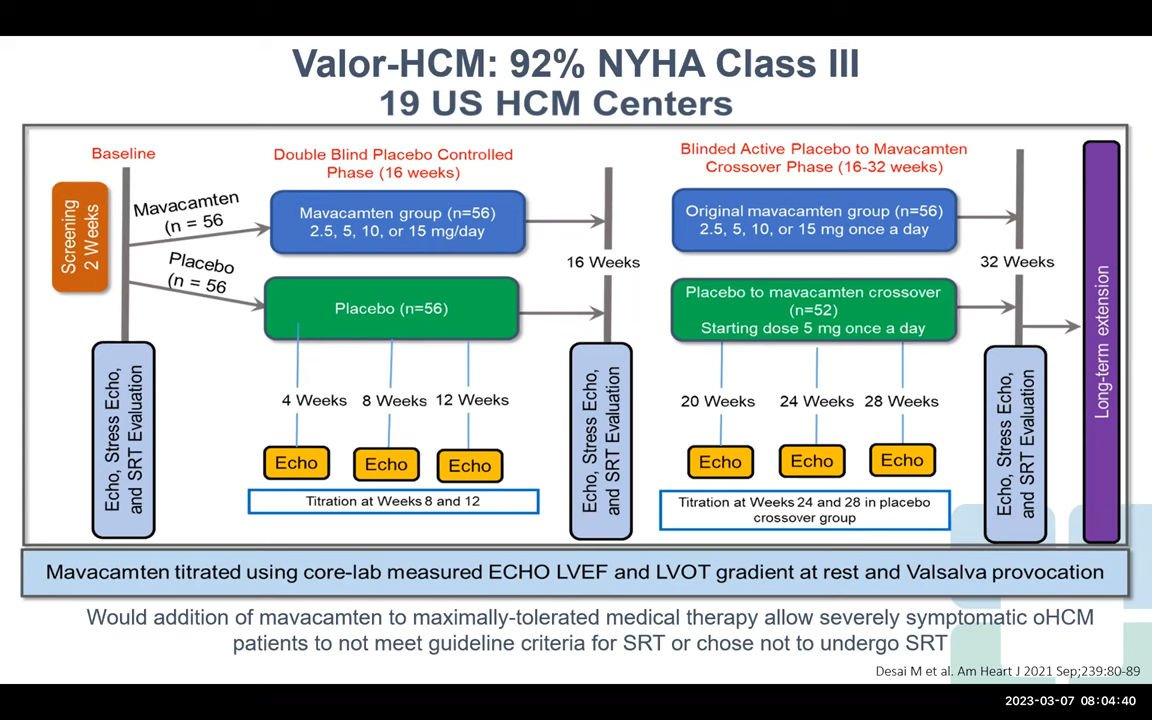 Valor-HCM: 92% NYHA Class III
19 US HCM Centers
Baseline
Double Blind Placebo Controlled
Phase (16 weeks)
Blinded Active Placebo to Mavacamten
Crossover Phase (16-32 weeks)
Screening
2 Weeks
Mavacamten
(n = 56
Placebo
(n = 56
Mavacamten group (n=56)
2.5, 5, 10, or 15 mg/day
Placebo (n=56)
16 Weeks
Original mavacamten group (n=56)
2.5, 5, 10, or 15 mg once a day
Placebo to mavacamten crossover
(n=52)
Starting dose 5 mg once a day
32 Weeks
Long-term extension
Echo, Stress Echo,
and SRT Evaluation
4 Weeks
8 Weeks
12 Weeks
Echo
Echo
Echo
Titration at Weeks 8 and 12
Echo, Stress Echo,
and SRT Evaluation
20 Weeks
24 Weeks
28 Weeks
Echo
Echo
Echo
Titration at Weeks 24 and 28 in placebo
crossover group
Echo, Stress Echo,
and SRT Evaluation
Mavacamten titrated using core-lab measured ECHO LVEF and LVOT gradient at rest and Valsalva provocation
Would addition of mavacamten to maximally-tolerated medical therapy allow severely symptomatic oHCM
patients to not meet guideline criteria for SRT or chose not to undergo SRT
Desai M et al. Am Heart J 2021 Sep;239:80-89
2023-03-07 08:04:40